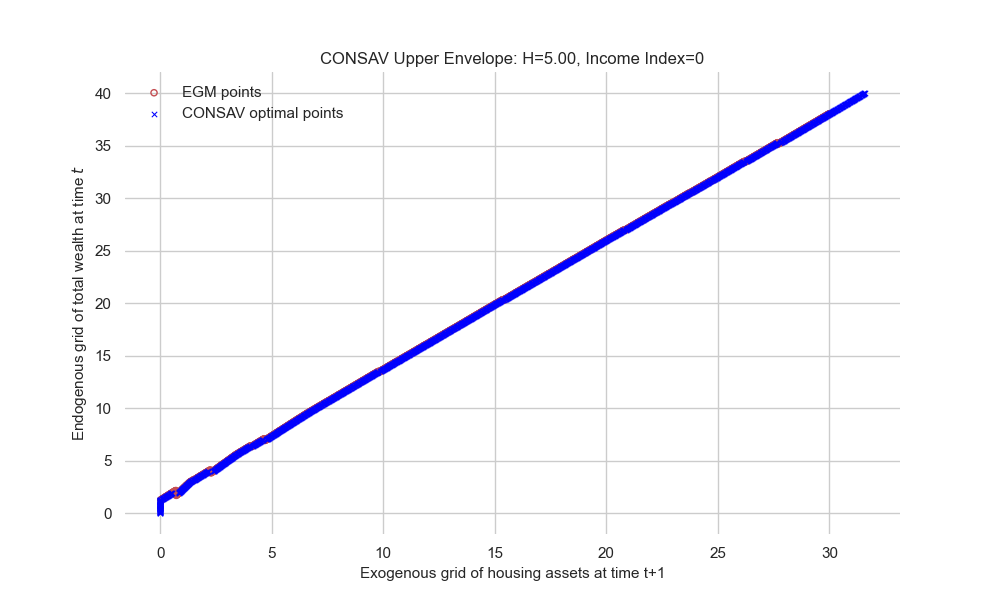 CONSAV Upper Envelope: H=5.00, Income Index=0
EGM points
CONSAV optimal points
Endogenous grid of total wealth at time t
40
35
30
25
20
15
10
5
0
0 5 10 15 20 25 30
Exogenous grid of housing assets at time t+1